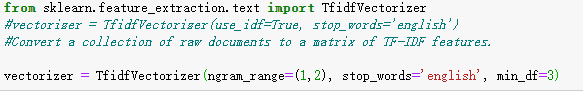 from sklearn.feature_extraction.text import TfidfVectorizer
#vectorizer = TfidfVectorizer(use_idf=True, stop_words='english')
#Convert a collection of raw documents to a matrix of TF-IDF features.
vectorizer = TfidfVectorizer(ngram_range=(1,2), stop_words='english', min_df=3)